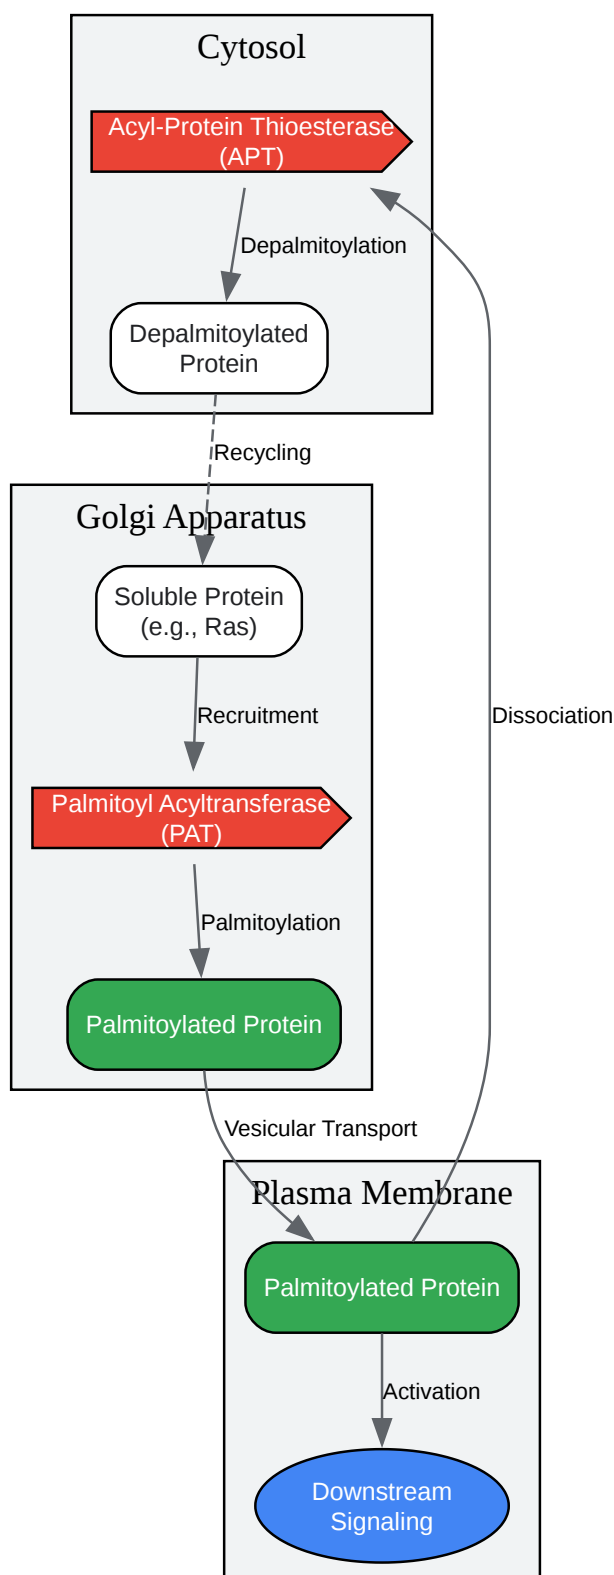 Cytosol
Acyl-Protein Thioesterase
(APT)
Depalmitoylation
Depalmitoylated
Protein
Recycling
Golgi Apparatus
Soluble Protein
(e.g., Ras)
Recruitment
Dissociation
Palmitoyl Acyltransferase
(PAT)
Palmitoylation
Palmitoylated Protein
Vesicular Transport
Plasma Membrane
Palmitoylated Protein
Activation
Downstream
Signaling